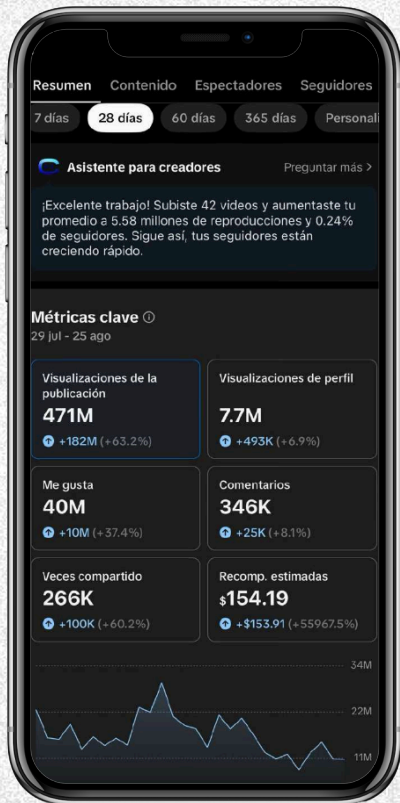 Resumen Contenido Espectadores Seguidores
7 días 28 días 60 días 365 días Personali
Asistente para creadores Preguntar más >
¡Excelente trabajo! Subiste 42 videos y aumentaste tu
promedio a 5.58 millones de reproducciones y 0.24%
de seguidores. Sigue así, tus seguidores están
creciendo rápido.
Métricas clave
29 jul - 25 ago
Visualizaciones de la
publicación
471M
+182M (+63.2%)
Visualizaciones de perfil
7.7M
+493K (+6.9%)
Me gusta
40M
+10M (+37.4%)
Comentarios
346K
+25K (+8.1%)
Veces compartido
266K
+100K (+60.2%)
Recomp. estimadas
$154.19
+$153.91 (+55967.5%)
34M
22M
11M